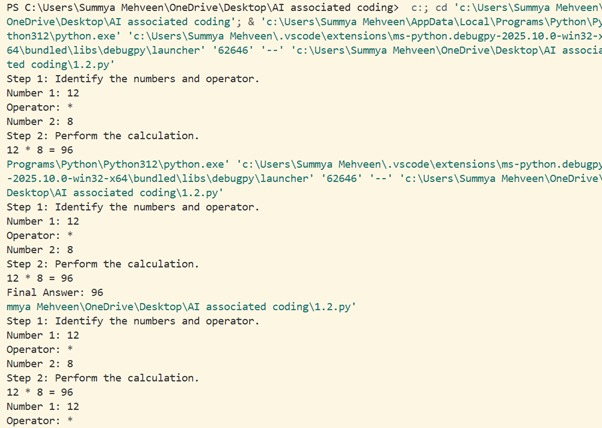 PS C:\Users\Summya Mehveen\OneDrive\Desktop\AI associated coding>  c:; cd 'c:\Users\Summya Mehveen\
OneDrive\Desktop\AI associated coding'; & 'c:\Users\Summya Mehveen\AppData\Local\Programs\Python\Py
thon312\python.exe' 'c:\Users\Summya Mehveen\.vscode\extensions\ms-python.debugpy-2025.10.0-win32-x
64\bundled\libs\debugpy\launcher' '62646' '--' 'c:\Users\Summya Mehveen\OneDrive\Desktop\AI associa
ted coding\1.2.py'
Step 1: Identify the numbers and operator.
Number 1: 12
Operator: *
Number 2: 8
Step 2: Perform the calculation.
12 * 8 = 96
Programs\Python\Python312\python.exe' 'c:\Users\Summya Mehveen\.vscode\extensions\ms-python.debugpy
-2025.10.0-win32-x64\bundled\libs\debugpy\launcher' '62646' '--' 'c:\Users\Summya Mehveen\OneDrive\
Desktop\AI associated coding\1.2.py'
Step 1: Identify the numbers and operator.
Number 1: 12
Operator: *
Number 2: 8
Step 2: Perform the calculation.
12 * 8 = 96
Final Answer: 96
mmya Mehveen\OneDrive\Desktop\AI associated coding\1.2.py'
Step 1: Identify the numbers and operator.
Number 1: 12
Operator: *
Number 2: 8
Step 2: Perform the calculation.
12 * 8 = 96
Number 1: 12
Operator: *